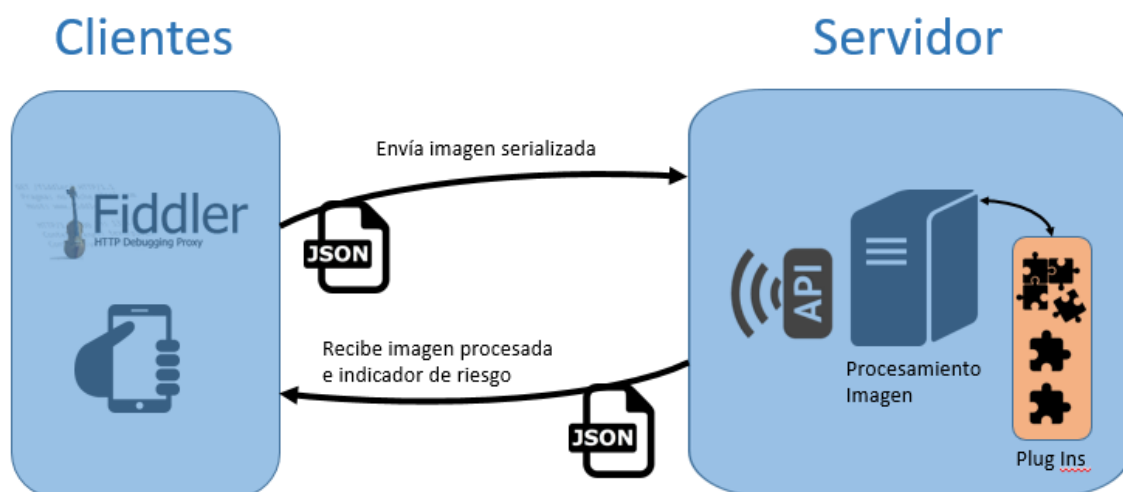 Clientes
Servidor
Envía imagen serializada
Fiddler
HTTP Debugging Proxy
JSON
API
Recibe imagen procesada
e indicador de riesgo
Procesamiento
Imagen
JSON
Plug Ins